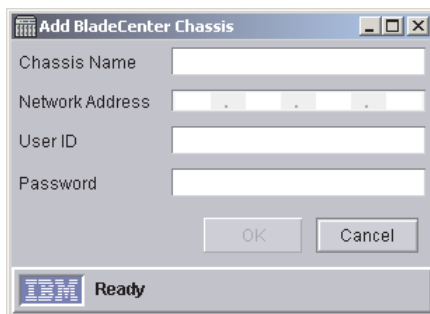 Add BladeCenter Chassis
Chassis Name
Network Address . . .
User ID
Password
OK Cancel
IBM Ready